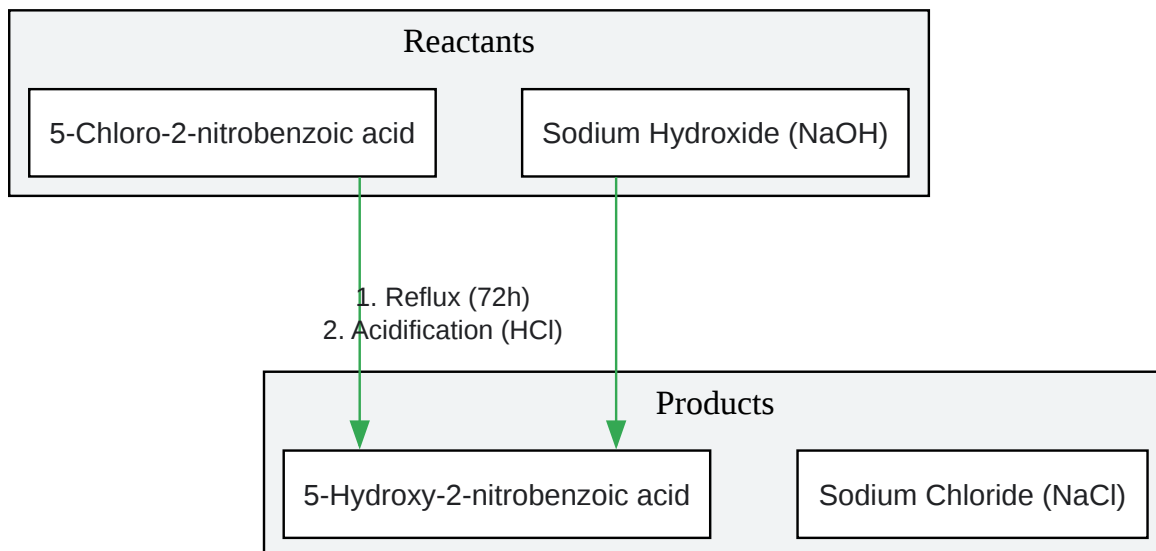 Reactants
5-Chloro-2-nitrobenzoic acid
Sodium Hydroxide (NaOH)
1. Reflux (72h)
2. Acidification (HCl)
Products
5-Hydroxy-2-nitrobenzoic acid
Sodium Chloride (NaCl)